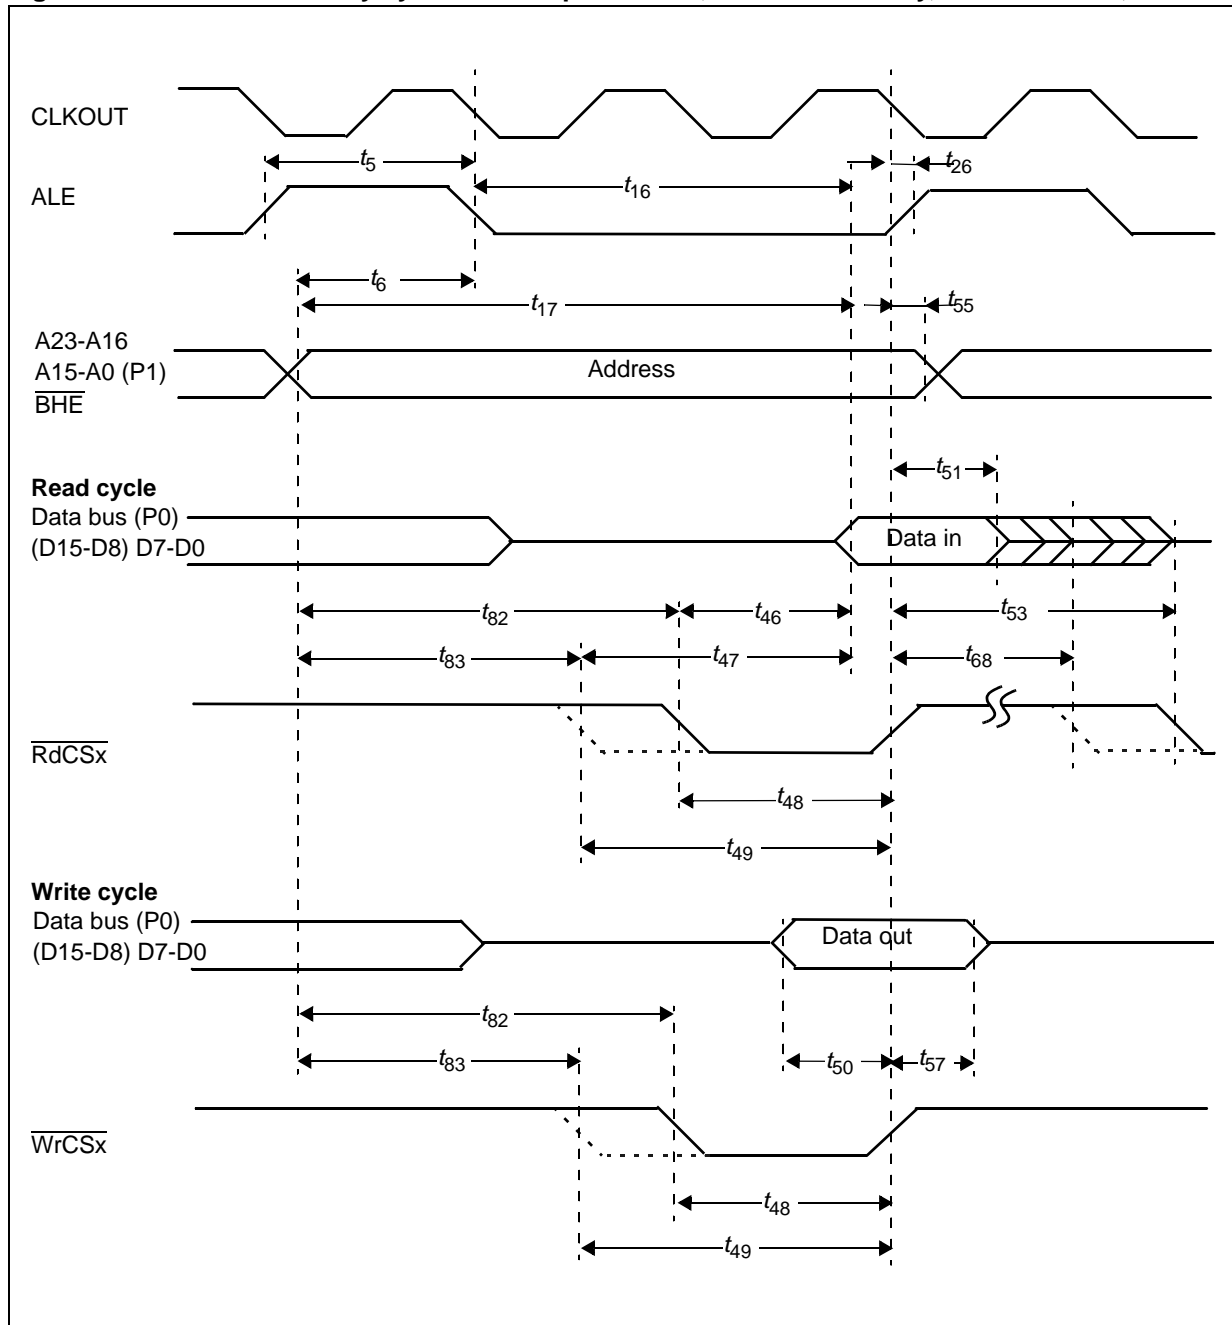 CLKOUT
t5
t26
ALE
t16
t6
t17
t55
A23-A16
A15-A0 (P1)
Address
BHE
t51
Read cycle
Data bus (P0)
(D15-D8) D7-D0
Data in
t82
t46
t53
t83
t47
t68
RdCSx
t48
t49
Write cycle
Data bus (P0)
(D15-D8) D7-D0
Data out
t82
t83
t50
t57
WrCSx
t48
t49